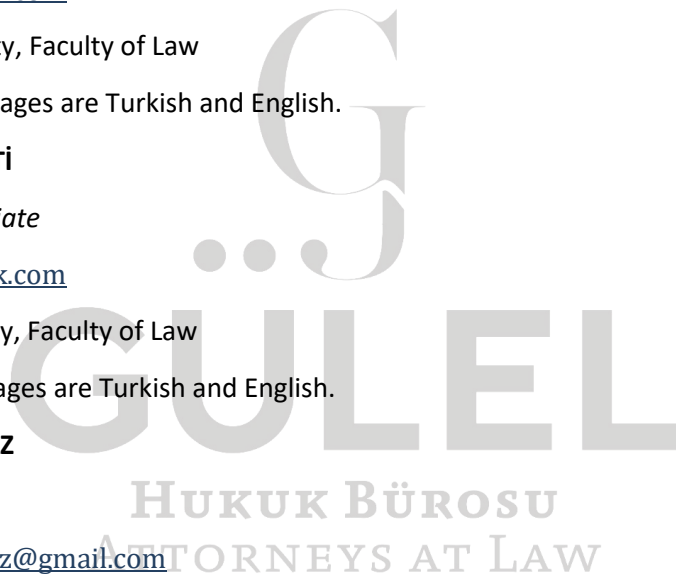 y, Faculty of Law
ages are Turkish and English.
iate
k.com
y, Faculty of Law
ages are Turkish and English.
z@gmail.com
GÜLEL
HUKUK BÜROSU
ATTORNEYS AT LAW